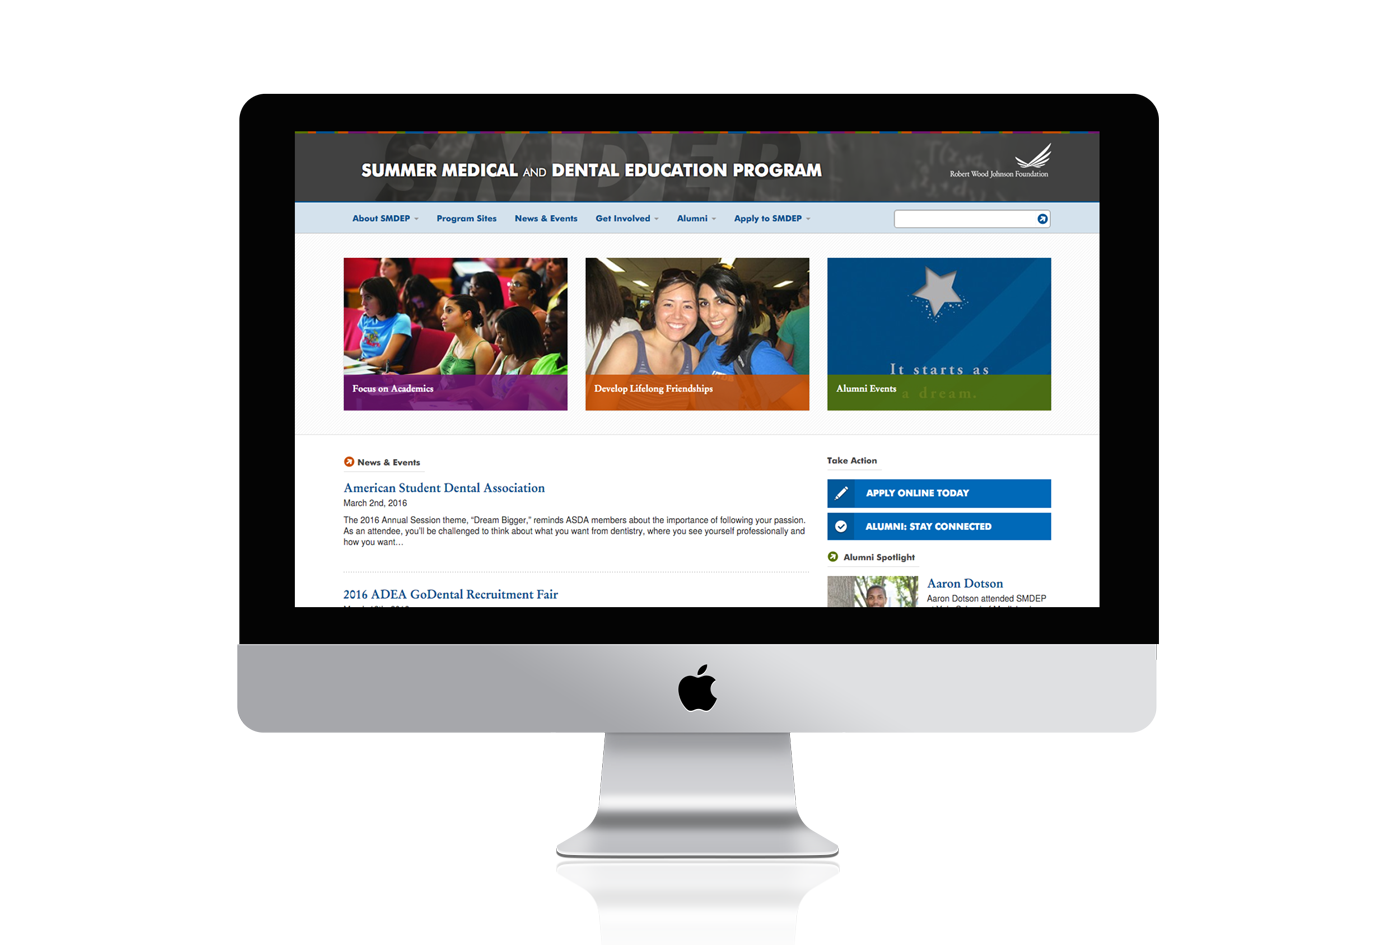 SMDEP
SUMMER MEDICAL AND DENTAL EDUCATION PROGRAM
Robert Wood Johnson Foundation
About SMDEP
Program Sites
News & Events
Get Involved
Alumni
Apply to SMDEP
Focus on Academics
Develop Lifelong Friendships
It starts as
a dream.
Alumni Events
News & Events
American Student Dental Association
March 2nd, 2016
The 2016 Annual Session theme, “Dream Bigger,” reminds ASDA members about the importance of following your passion.
As an attendee, you'll be challenged to think about what you want from dentistry, where you see yourself professionally and
how you want…
2016 ADEA GoDental Recruitment Fair
Take Action
APPLY ONLINE TODAY
ALUMNI: STAY CONNECTED
Alumni Spotlight
Aaron Dotson
Aaron Dotson attended SMDEP